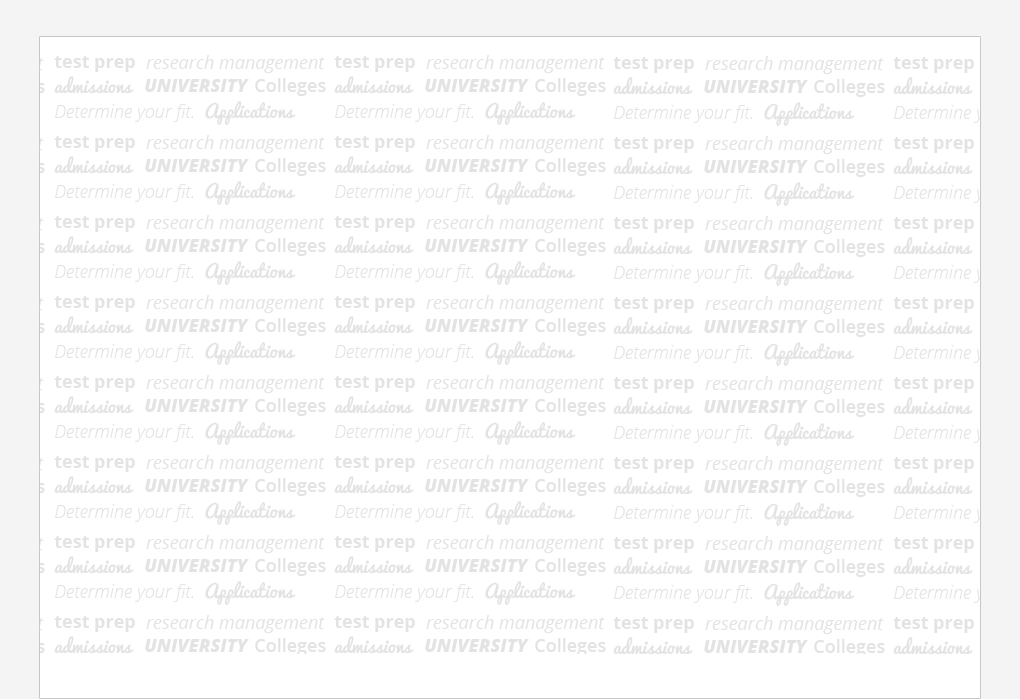 test prep research management test prep research management test prep research management test prep
admissions UNIVERSITY Colleges admissions UNIVERSITY Colleges admissions UNIVERSITY Colleges admissions
Determine your fit. Applications Determine your fit. Applications Determine your fit. Applications Determine
test prep research management test prep research management test prep research management test prep
admissions UNIVERSITY Colleges admissions UNIVERSITY Colleges admissions UNIVERSITY Colleges admissions
Determine your fit. Applications Determine your fit. Applications Determine your fit. Applications Determine
test prep research management test prep research management test prep research management test prep
admissions UNIVERSITY Colleges admissions UNIVERSITY Colleges admissions UNIVERSITY Colleges admissions
Determine your fit. Applications Determine your fit. Applications Determine your fit. Applications Determine
test prep research management test prep research management test prep research management test prep
admissions UNIVERSITY Colleges admissions UNIVERSITY Colleges admissions UNIVERSITY Colleges admissions
Determine your fit. Applications Determine your fit. Applications Determine your fit. Applications Determine
test prep research management test prep research management test prep research management test prep
admissions UNIVERSITY Colleges admissions UNIVERSITY Colleges admissions UNIVERSITY Colleges admissions
Determine your fit. Applications Determine your fit. Applications Determine your fit. Applications Determine
test prep research management test prep research management test prep research management test prep
admissions UNIVERSITY Colleges admissions UNIVERSITY Colleges admissions UNIVERSITY Colleges admissions
Determine your fit. Applications Determine your fit. Applications Determine your fit. Applications Determine
test prep research management test prep research management test prep research management test prep
admissions UNIVERSITY Colleges admissions UNIVERSITY Colleges admissions UNIVERSITY Colleges admissions
Determine your fit. Applications Determine your fit. Applications Determine your fit. Applications Determine
test prep research management test prep research management test prep research management test prep
admissions UNIVERSITY Colleges admissions UNIVERSITY Colleges admissions UNIVERSITY Colleges admissions